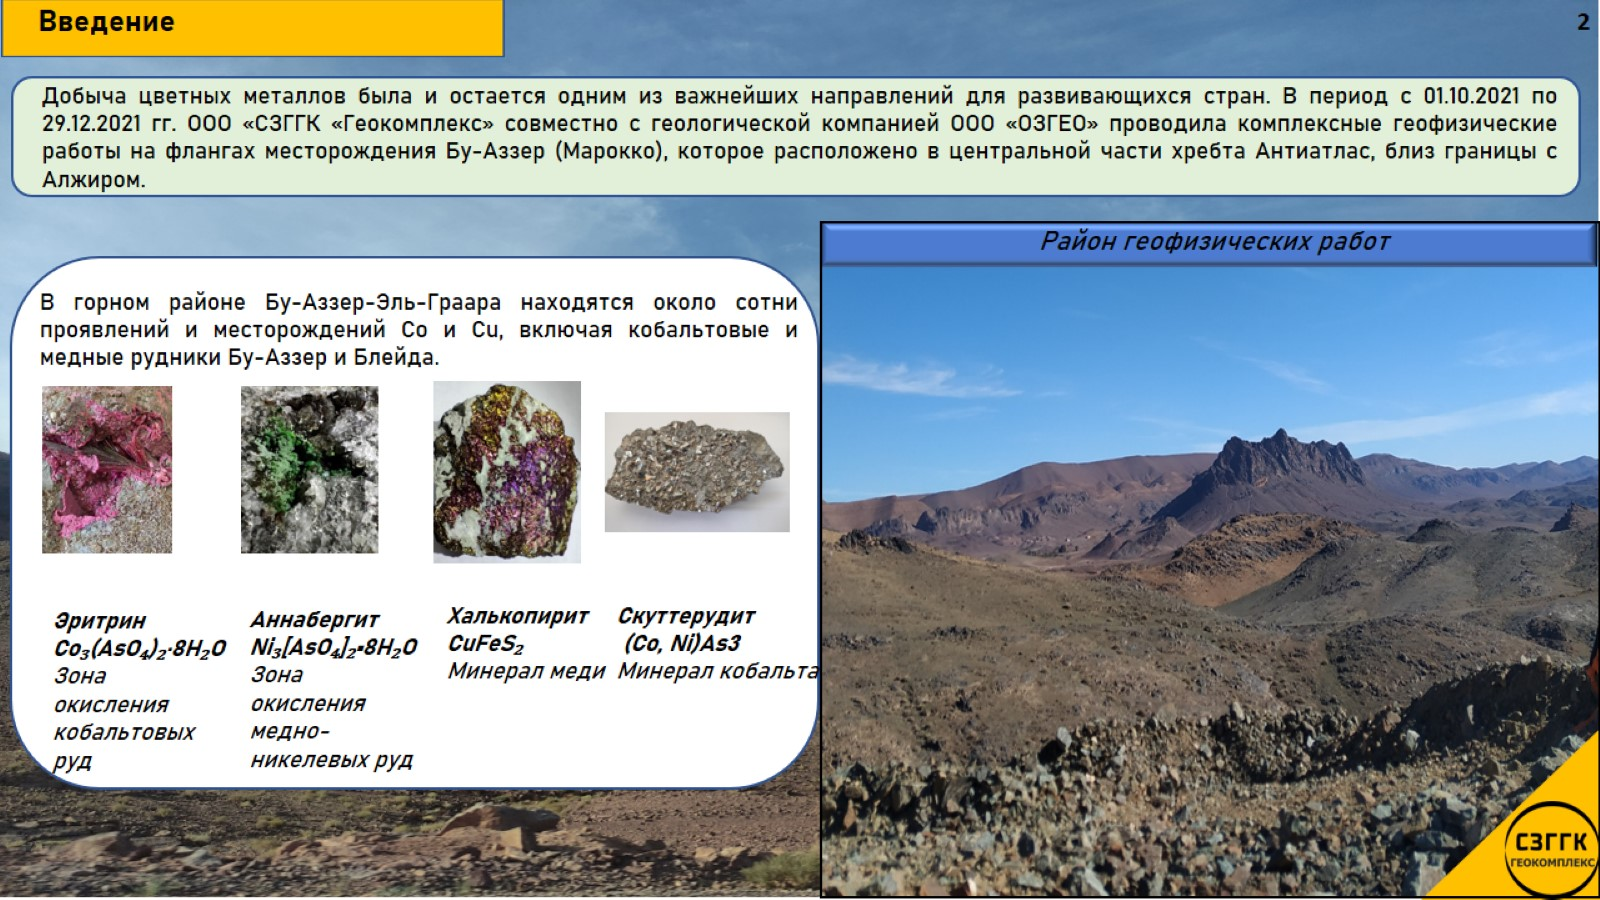 Введение
2
Добыча цветных металлов была и остается одним из важнейших направлений для развивающихся стран. В период с 01.10.2021 по
29.12.2021 гг. ООО «СЗГГК «Геокомплекс» совместно с геологической компанией ООО «ОЗГЕО» проводила комплексные геофизические
работы на флангах месторождения Бу-Аззер (Марокко), которое расположено в центральной части хребта Антиатлас, близ границы с
Алжиром.
Район геофизических работ
В горном районе Бу-Аззер-Эль-Граара находятся около сотни
проявлений и месторождений Co и Cu, включая кобальтовые и
медные рудники Бу-Аззер и Блейда.
Эритрин
Co₃(AsO₄)₂·8H₂O
Зона
окисления
кобальтовых
руд
Аннабергит
Ni₃[AsO₄]₂•8H₂O
Зона
окисления
медно-
никелевых руд
Халькопирит
CuFeS₂
Минерал меди
Скуттерудит
(Co, Ni)As3
Минерал кобальта
СЗГГК
ГЕОКОМПЛЕКС